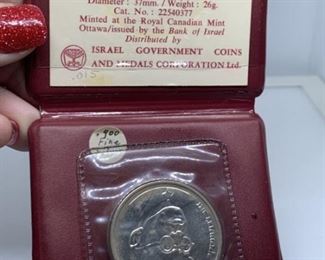 Diameter : 37mm. / Weight : 26g.
Cat. No. : 22540377
Minted at the Royal Canadian Mint
Ottawa/issued by the Bank of Israel
Distributed by
ISRAEL GOVERNMENT COINS
AND MEDALS CORPORATION Ltd.
.015
.900
Fine